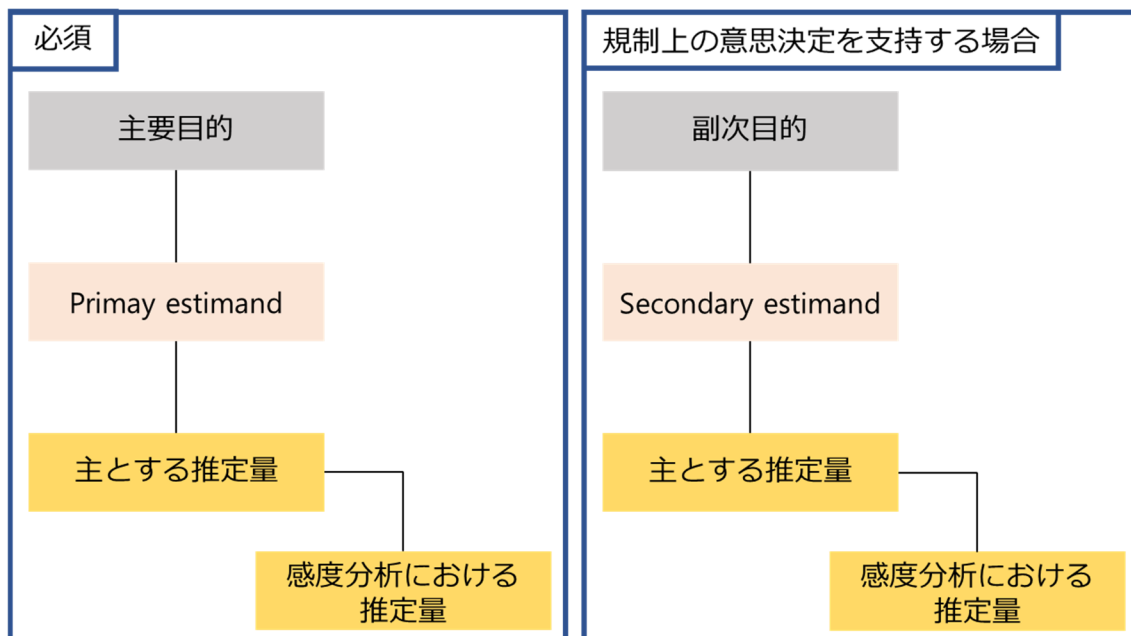 必須
主要目的
Primay estimand
主とする推定量
感度分析における
推定量
規制上の意思決定を支持する場合
副次目的
Secondary estimand
主とする推定量
感度分析における
推定量